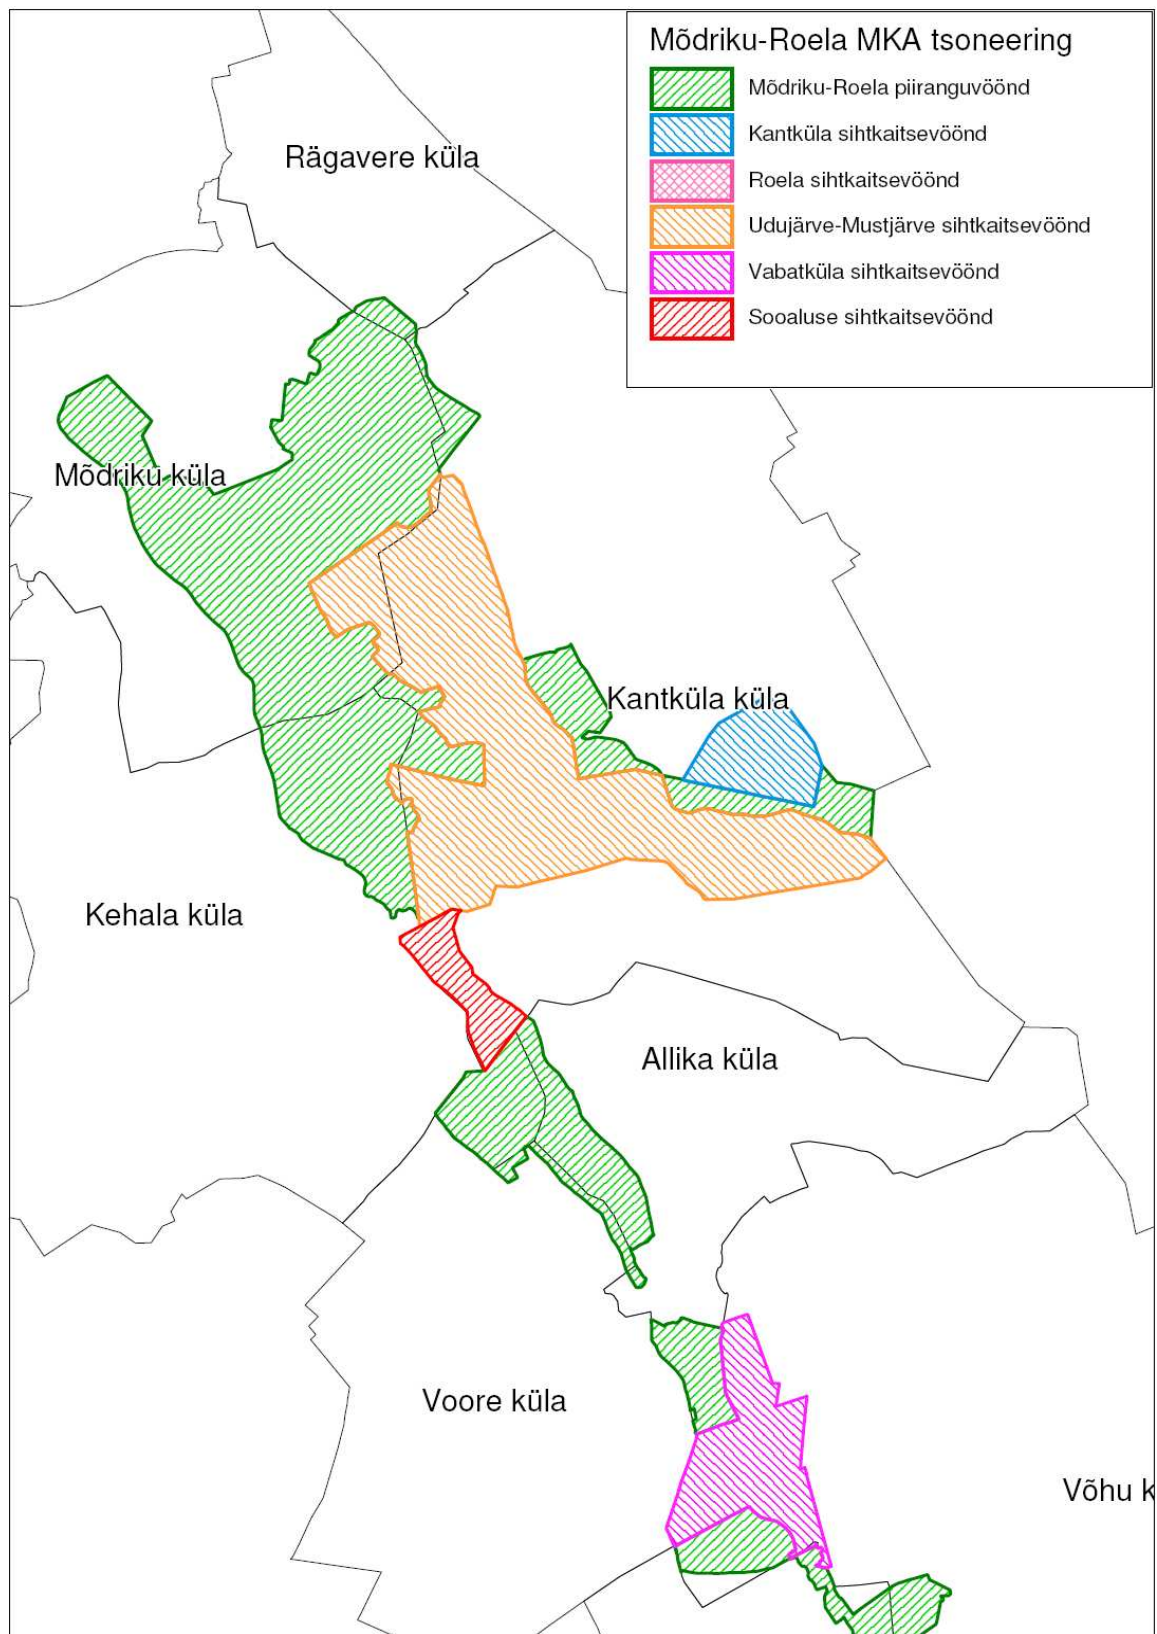 Mõdriku-Roela MKA tsoneering
Mõdriku-Roela piiranguvöönd
Kantküla sihtkaitsevöönd
Roela sihtkaitsevöönd
Udujärve-Mustjärve sihtkaitsevöönd
Vabatküla sihtkaitsevöönd
Sooaluse sihtkaitsevöönd
Rägavere küla
Mõdriku küla
Kantküla küla
Kehala küla
Allika küla
Voore küla
Võhu k